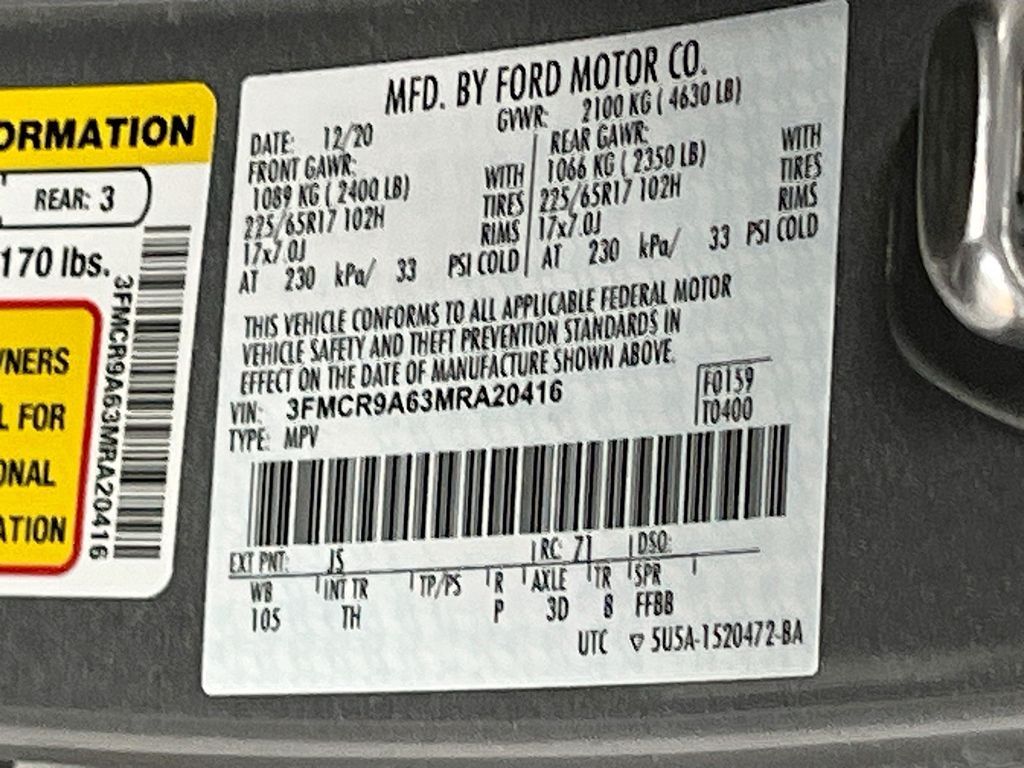 ORMATION
REAR: 3
170 lbs.
3FMCR9A63MRA20416
WNERS
L FOR
ONAL
ATION
MFD. BY FORD MOTOR CO.
DATE: 12/20
GVWR: 2100 KG ( 4630 LB)
FRONT GAWR:
1089 KG ( 2400 LB) WITH
225/65R17 102H TIRES
17x7.0J RIMS
AT 230 kPa/ 33 PSI COLD
REAR GAWR: WITH
1066 KG ( 2350 LB) TIRES
225/65R17 102H RIMS
17x7.0J
AT 230 kPa/ 33 PSI COLD
THIS VEHICLE CONFORMS TO ALL APPLICABLE FEDERAL MOTOR
VEHICLE SAFETY AND THEFT PREVENTION STANDARDS IN
EFFECT ON THE DATE OF MANUFACTURE SHOWN ABOVE.
VIN: 3FMCR9A63MRA20416
TYPE: MPV
F0159
T0400
EXT PNT: JS RC: 71 DSO:
WB INT TR TP/PS R AXLE TR SPR
105 TH P 3D 8 FFBB
UTC ▽ 5U5A-1520472-BA